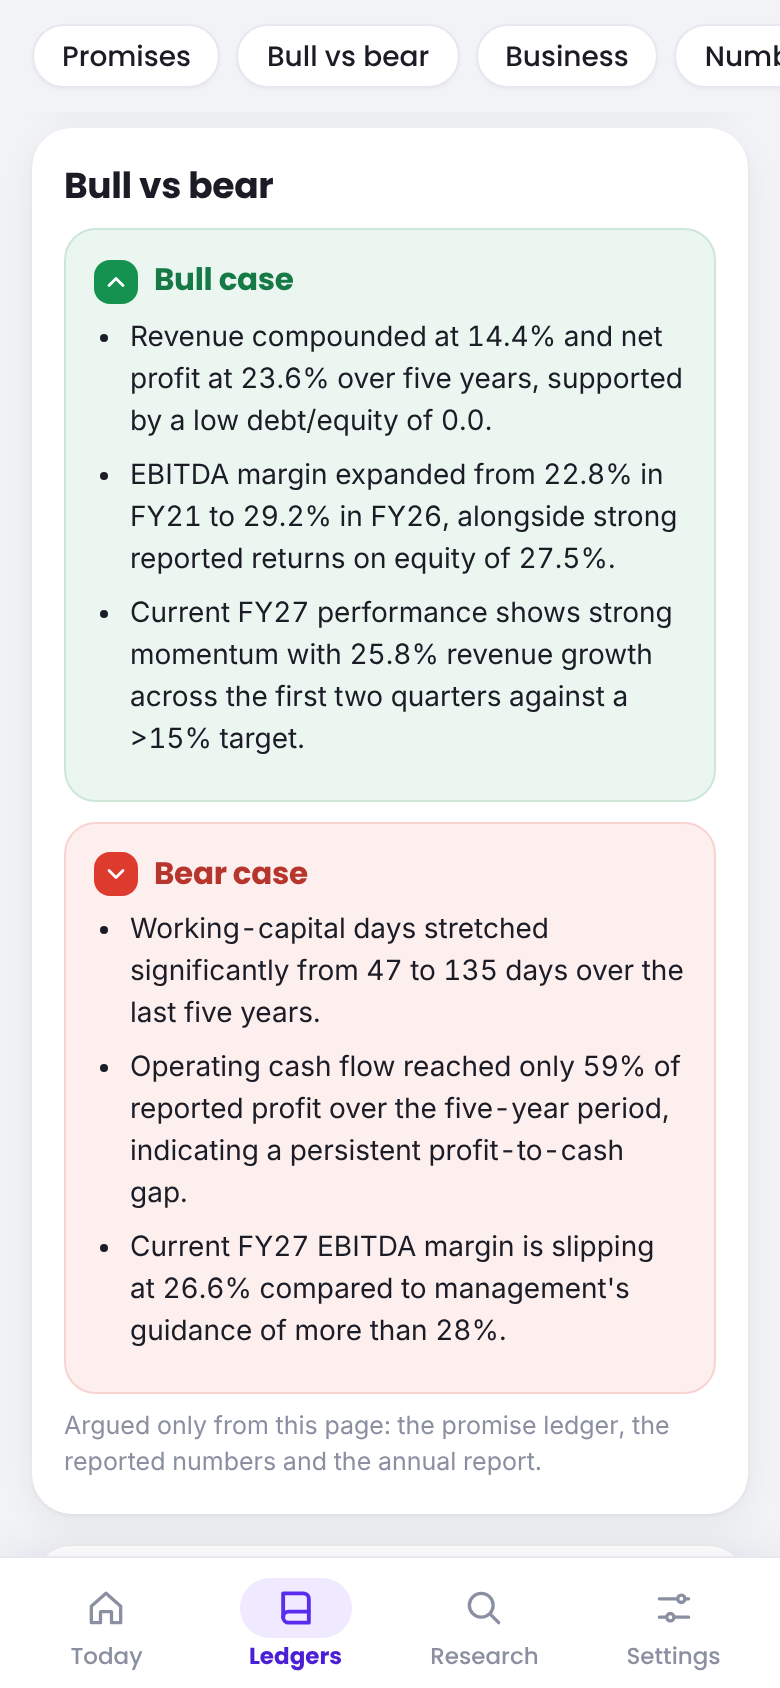 Promises
Bull vs bear
Business
Numb
Bull vs bear
Bull case
• Revenue compounded at 14.4% and net
profit at 23.6% over five years, supported
by a low debt/equity of 0.0.
• EBITDA margin expanded from 22.8% in
FY21 to 29.2% in FY26, alongside strong
reported returns on equity of 27.5%.
• Current FY27 performance shows strong
momentum with 25.8% revenue growth
across the first two quarters against a
>15% target.
Bear case
• Working-capital days stretched
significantly from 47 to 135 days over the
last five years.
• Operating cash flow reached only 59% of
reported profit over the five-year period,
indicating a persistent profit-to-cash
gap.
• Current FY27 EBITDA margin is slipping
at 26.6% compared to management's
guidance of more than 28%.
Argued only from this page: the promise ledger, the
reported numbers and the annual report.
Today
Ledgers
Research
Settings